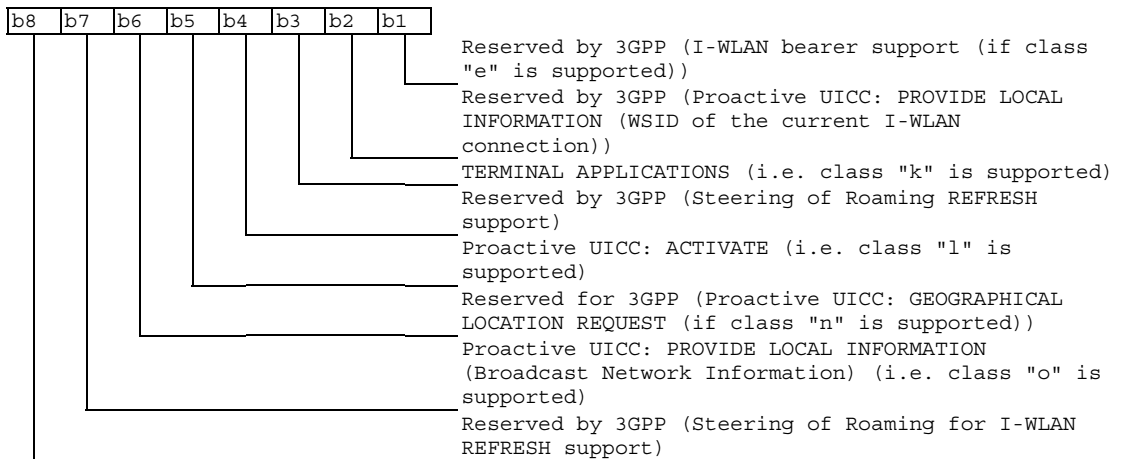 b8 b7 b6 b5 b4 b3 b2 b1
Reserved by 3GPP (I-WLAN bearer support (if class
"e" is supported))
Reserved by 3GPP (Proactive UICC: PROVIDE LOCAL
INFORMATION (WSID of the current I-WLAN
connection))
TERMINAL APPLICATIONS (i.e. class "k" is supported)
Reserved by 3GPP (Steering of Roaming REFRESH
support)
Proactive UICC: ACTIVATE (i.e. class "l" is
supported)
Reserved for 3GPP (Proactive UICC: GEOGRAPHICAL
LOCATION REQUEST (if class "n" is supported))
Proactive UICC: PROVIDE LOCAL INFORMATION
(Broadcast Network Information) (i.e. class "o" is
supported)
Reserved by 3GPP (Steering of Roaming for I-WLAN
REFRESH support)